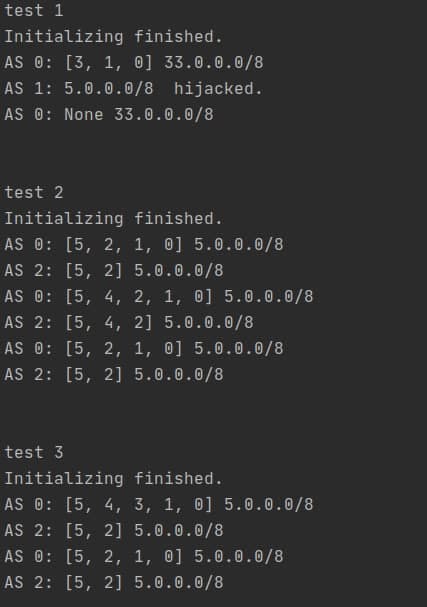 test 1
Initializing finished.
AS 0: [3, 1, 0] 33.0.0.0/8
AS 1: 5.0.0.0/8  hijacked.
AS 0: None 33.0.0.0/8
test 2
Initializing finished.
AS 0: [5, 2, 1, 0] 5.0.0.0/8
AS 2: [5, 2] 5.0.0.0/8
AS 0: [5, 4, 2, 1, 0] 5.0.0.0/8
AS 2: [5, 4, 2] 5.0.0.0/8
AS 0: [5, 2, 1, 0] 5.0.0.0/8
AS 2: [5, 2] 5.0.0.0/8
test 3
Initializing finished.
AS 0: [5, 4, 3, 1, 0] 5.0.0.0/8
AS 2: [5, 2] 5.0.0.0/8
AS 0: [5, 2, 1, 0] 5.0.0.0/8
AS 2: [5, 2] 5.0.0.0/8